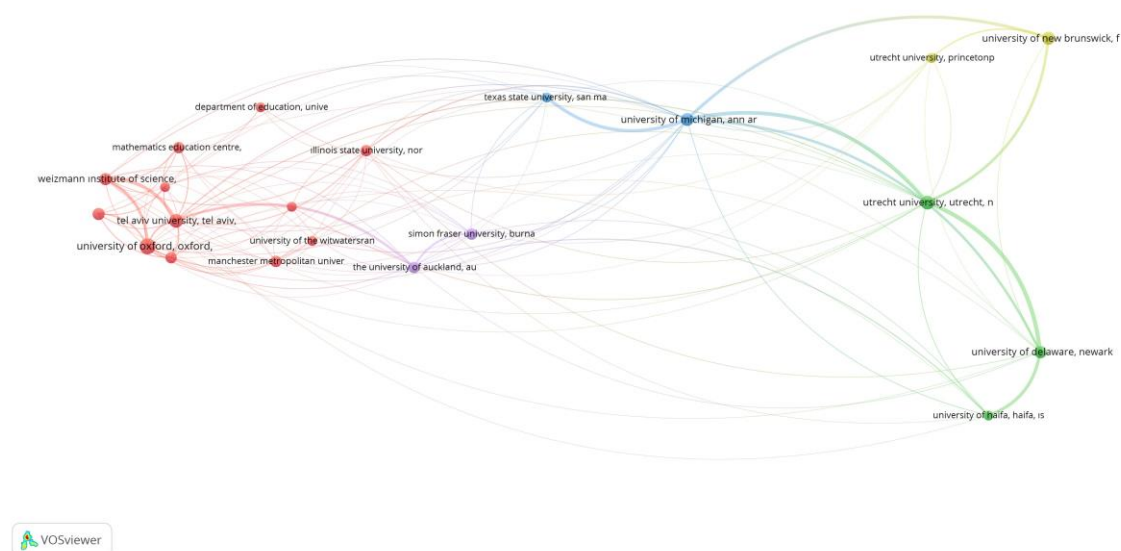 university of new brunswick, f
utrecht university, princetonp
texas state university, san ma
department of education, unive
university of michigan, ann ar
mathematics education centre,
ıllinois state university, nor
weizmann ınstitute of science,
utrecht university, utrecht, n
tel aviv university, tel aviv,
simon fraser university, burna
university of the witwatersran
university of oxford, oxford,
manchester metropolitan univer
the university of auckland, au
university of delaware, newark
university of haifa, haifa, ıs
VOSviewer